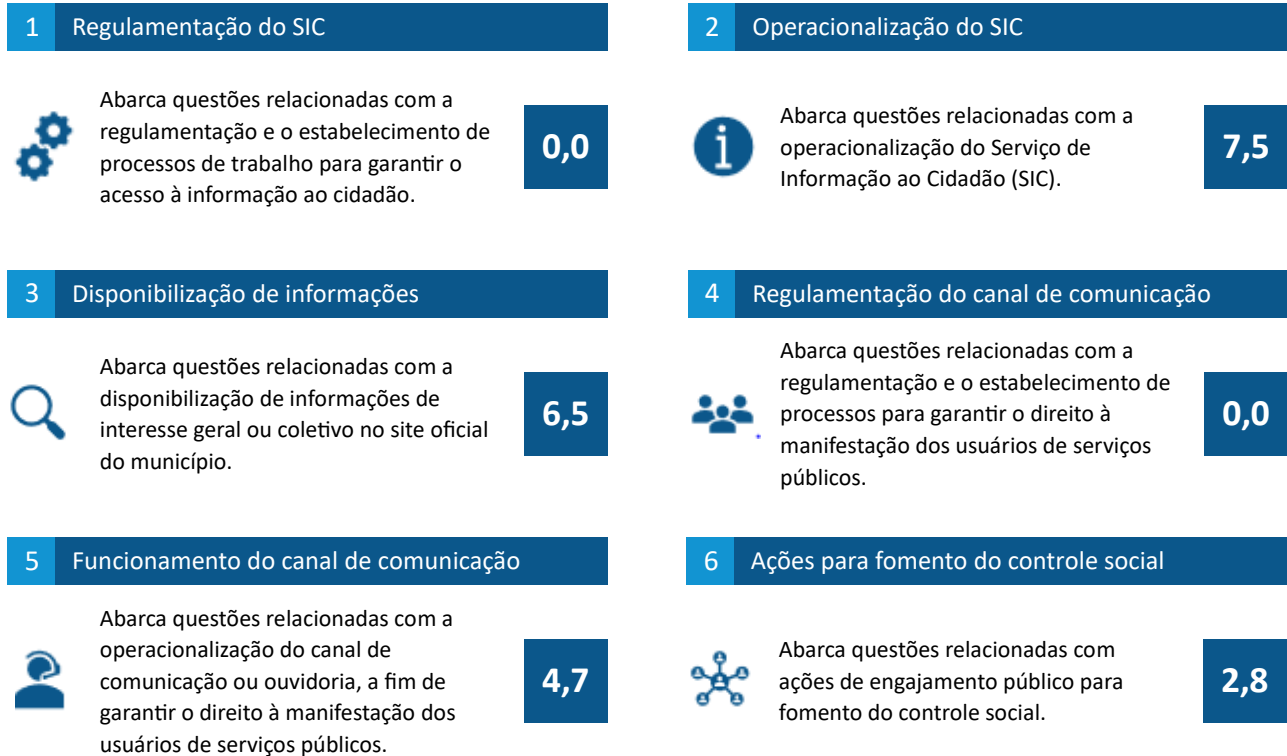 1 Regulamentação do SIC
Abarca questões relacionadas com a
regulamentação e o estabelecimento de
processos de trabalho para garantir o
acesso à informação ao cidadão.
0,0
2 Operacionalização do SIC
Abarca questões relacionadas com a
operacionalização do Serviço de
Informação ao Cidadão (SIC).
7,5
3 Disponibilização de informações
Abarca questões relacionadas com a
disponibilização de informações de
interesse geral ou coletivo no site oficial
do município.
6,5
4 Regulamentação do canal de comunicação
Abarca questões relacionadas com a
regulamentação e o estabelecimento de
processos para garantir o direito à
manifestação dos usuários de serviços
públicos.
0,0
5 Funcionamento do canal de comunicação
Abarca questões relacionadas com a
operacionalização do canal de
comunicação ou ouvidoria, a fim de
garantir o direito à manifestação dos
usuários de serviços públicos.
4,7
6 Ações para fomento do controle social
Abarca questões relacionadas com
ações de engajamento público para
fomento do controle social.
2,8